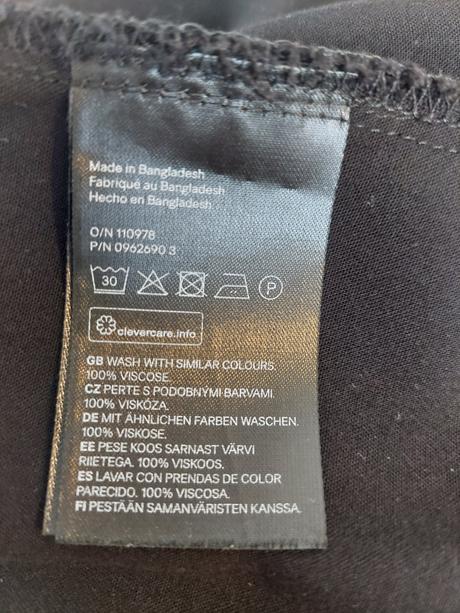 Made in Bangladesh
Fabriqué au Bangladesh
Hecho en Bangladesh
O/N 110978
P/N 0962690 3
30 P
clevercare.info
GB WASH WITH SIMILAR COLOURS.
100% VISCOSE.
CZ PERTE S PODOBNÝMI BARVAMI.
100% VISKÓZA.
DE MIT ÄHNLICHEN FARBEN WASCHEN.
100% VISKOSE.
EE PESE KOOS SARNAST VÄRVI
RIIETEGA. 100% VISKOOS.
ES LAVAR CON PRENDAS DE COLOR
PARECIDO. 100% VISCOSA.
FI PESTÄÄN SAMANVÄRISTEN KANSSA.